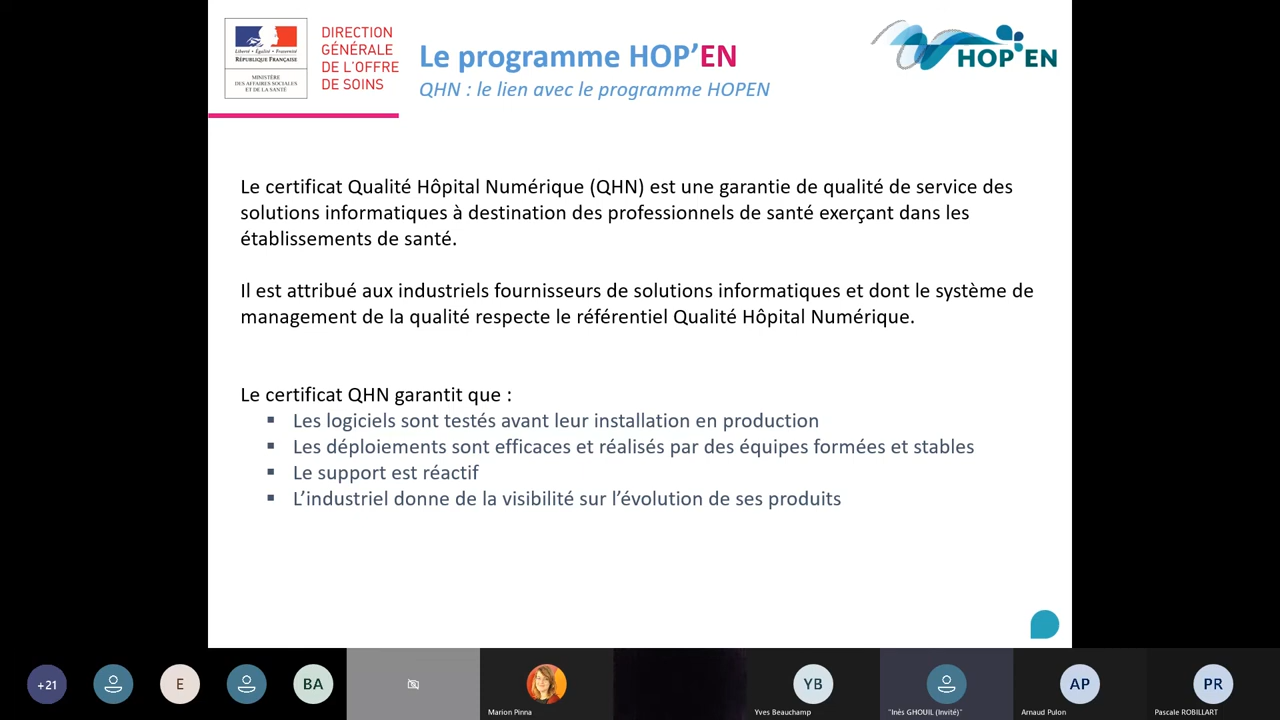 Liberté • Égalité • Fraternité
RÉPUBLIQUE FRANÇAISE
MINISTÈRE
DES AFFAIRES SOCIALES
ET DE LA SANTÉ
DIRECTION
GÉNÉRALE
DE L'OFFRE
DE SOINS
Le programme HOP'EN
QHN : le lien avec le programme HOPEN
HOP'EN
Le certificat Qualité Hôpital Numérique (QHN) est une garantie de qualité de service des
solutions informatiques à destination des professionnels de santé exerçant dans les
établissements de santé.
Il est attribué aux industriels fournisseurs de solutions informatiques et dont le système de
management de la qualité respecte le référentiel Qualité Hôpital Numérique.
Le certificat QHN garantit que :
▪ Les logiciels sont testés avant leur installation en production
▪ Les déploiements sont efficaces et réalisés par des équipes formées et stables
▪ Le support est réactif
▪ L'industriel donne de la visibilité sur l'évolution de ses produits
+21
E
BA
Marion Pinna
YB
Yves Beauchamp
"Inès GHOUIL (Invité)"
AP
Arnaud Pulon
PR
Pascale ROBILLART